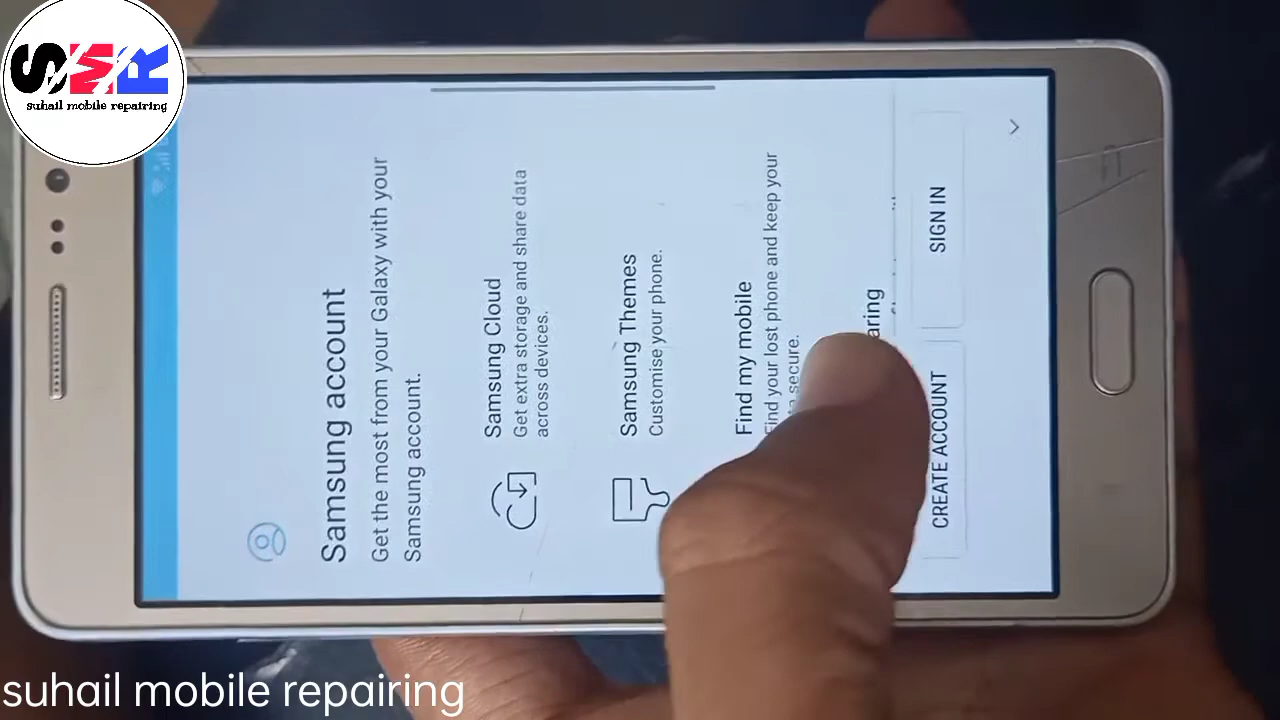 SMR
suhail mobile repairing
Samsung account
Get the most from your Galaxy with your
Samsung account.
Samsung Cloud
Get extra storage and share data
across devices.
Samsung Themes
Customise your phone.
Find my mobile
Find your lost phone and keep your
secure.
CREATE ACCOUNT
SIGN IN
suhail mobile repairing